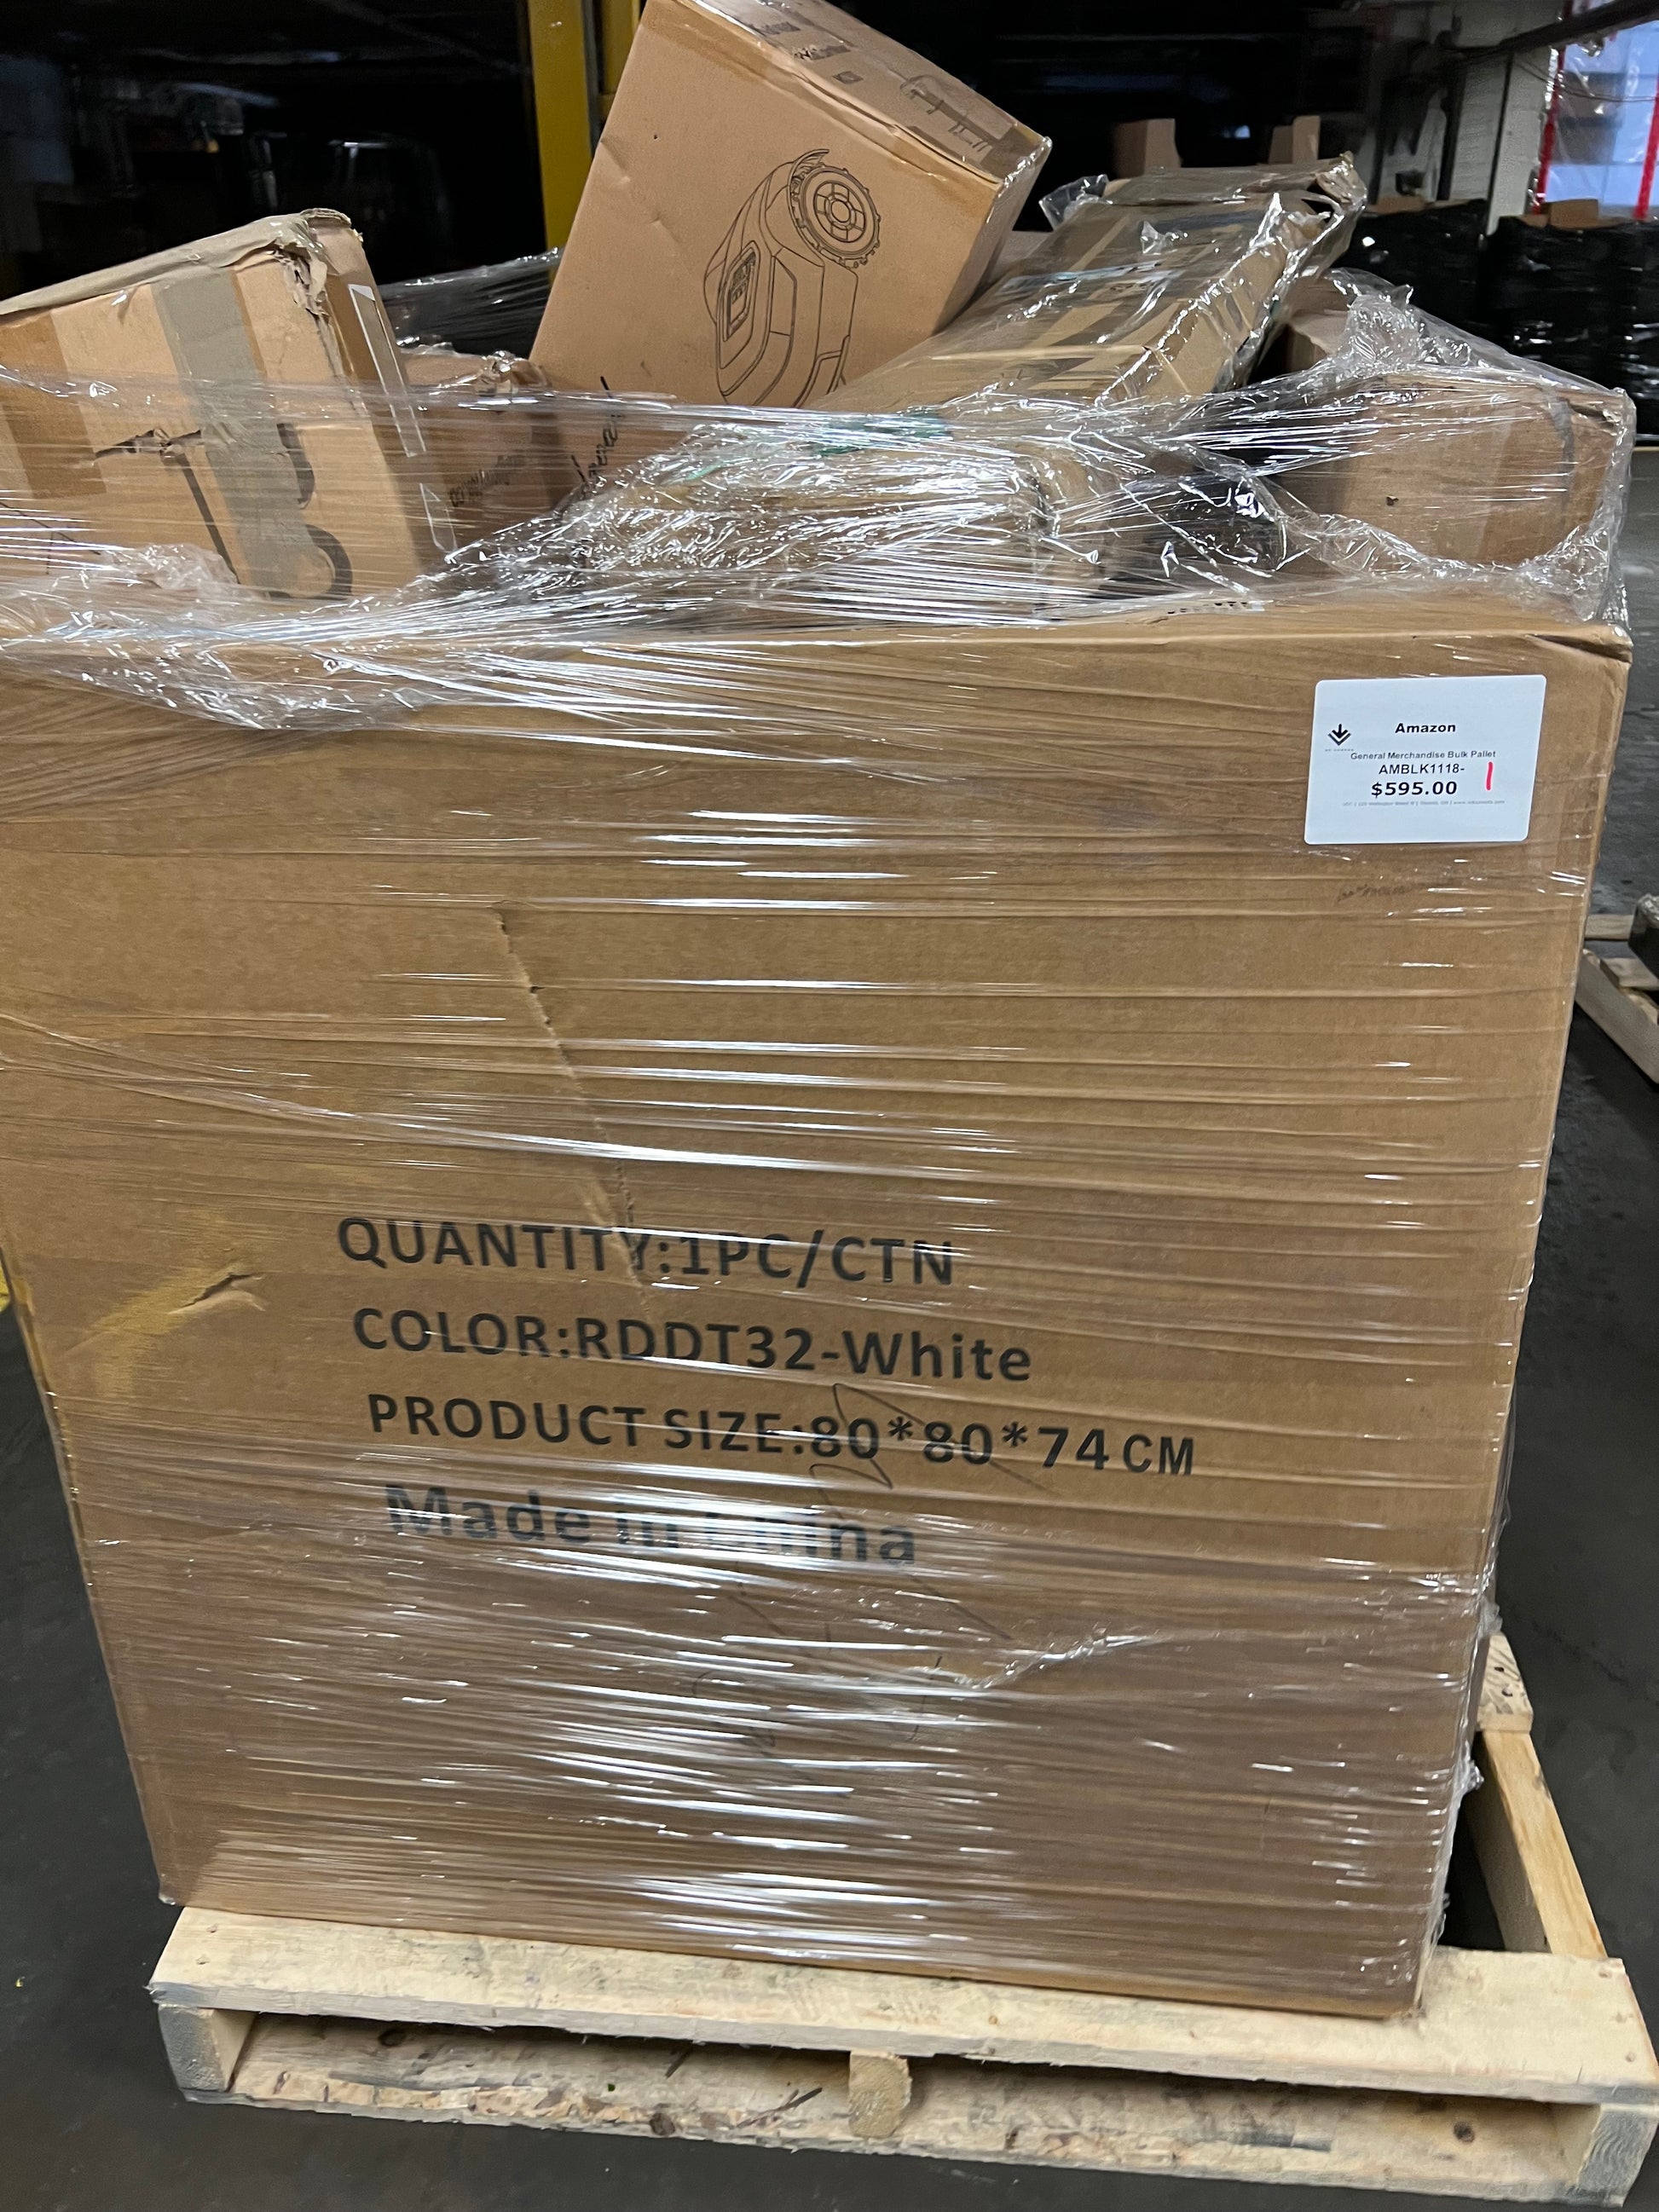 Amazon
General Merchandise Bulk Pallet
AMBLK1118- 1
$595.00
QUANTITY:1PC/CTN
COLOR:RDDT32-White
PRODUCT SIZE:80*80*74CM
Made in China